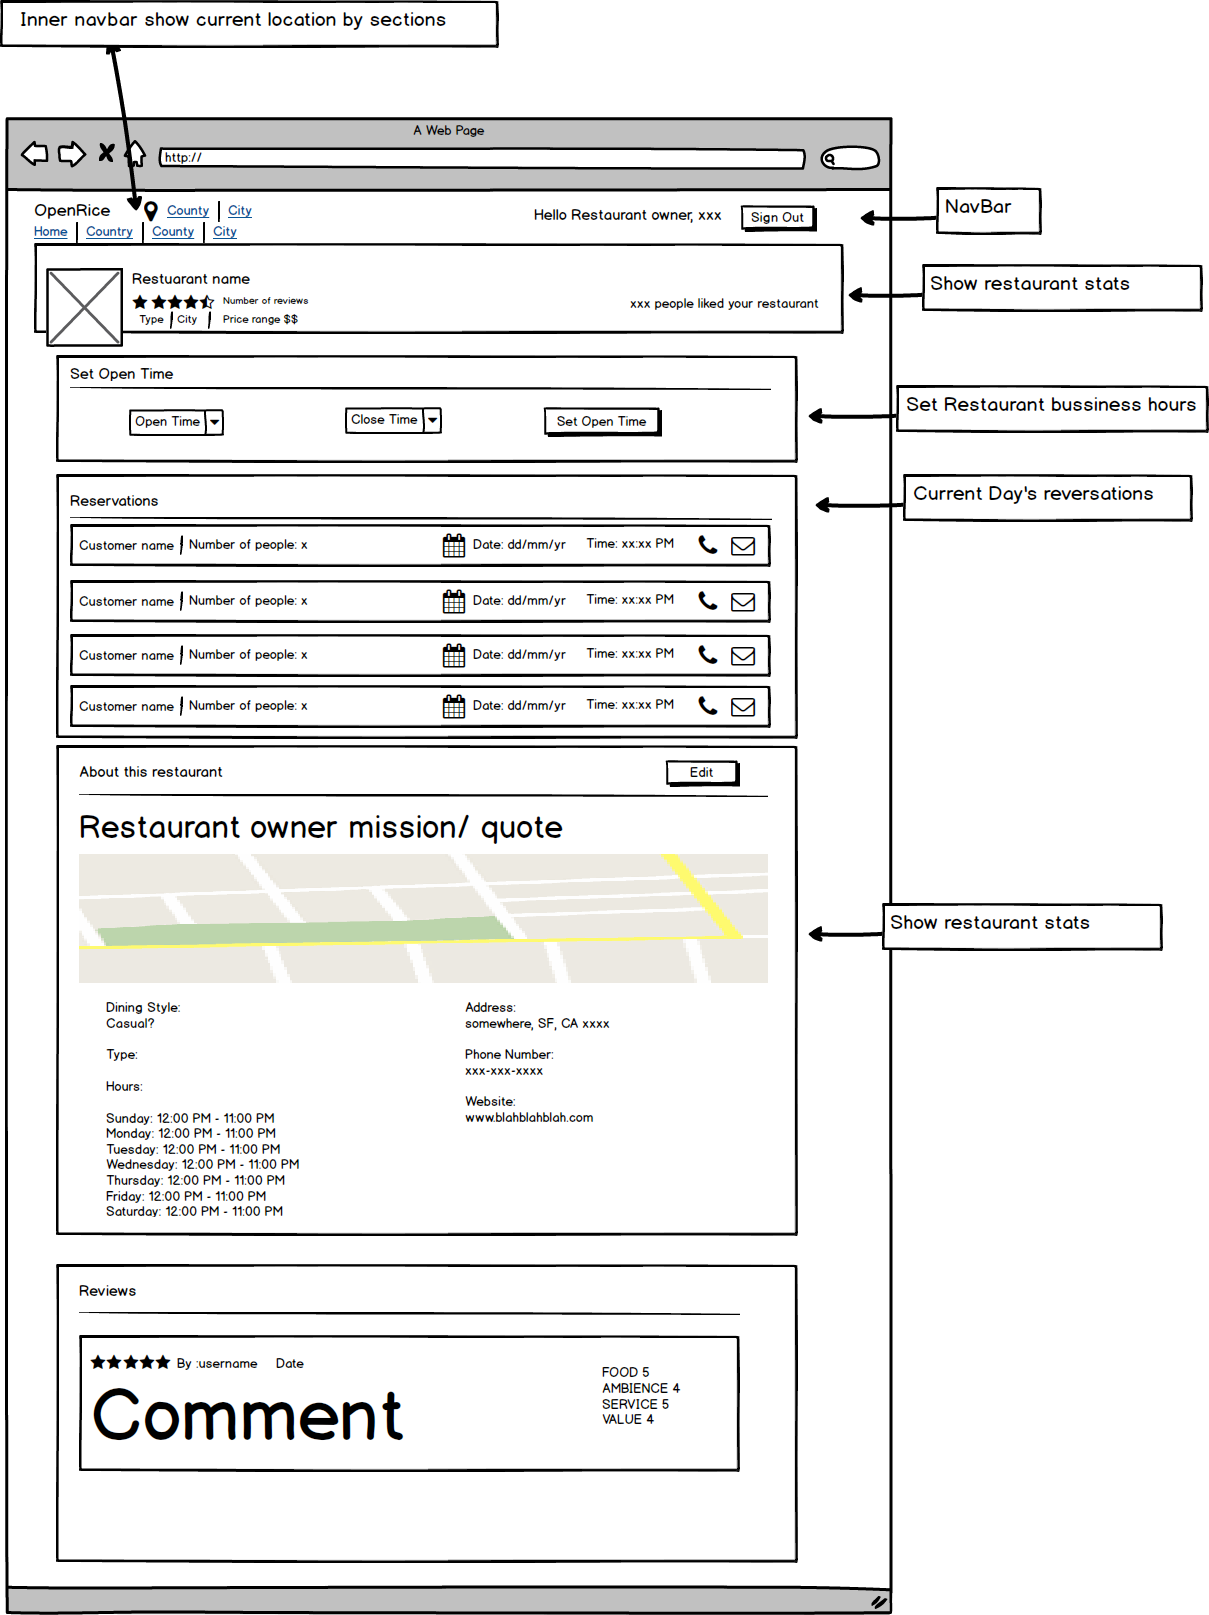 Inner navbar show current location by sections
A Web Page
http://
OpenRice County City
Hello Restaurant owner, xxx Sign Out
NavBar
Home Country County City
Restuarant name
Number of reviews
Type City Price range $$
xxx people liked your restaurant
Show restaurant stats
Set Open Time
Open Time Close Time Set Open Time
Set Restaurant bussiness hours
Reservations
Current Day's reversations
Customer name Number of people: x Date: dd/mm/yr Time: xx:xx PM
Customer name Number of people: x Date: dd/mm/yr Time: xx:xx PM
Customer name Number of people: x Date: dd/mm/yr Time: xx:xx PM
Customer name Number of people: x Date: dd/mm/yr Time: xx:xx PM
About this restaurant Edit
Restaurant owner mission/ quote
Show restaurant stats
Dining Style:
Casual?
Type:
Hours:
Sunday: 12:00 PM - 11:00 PM
Monday: 12:00 PM - 11:00 PM
Tuesday: 12:00 PM - 11:00 PM
Wednesday: 12:00 PM - 11:00 PM
Thursday: 12:00 PM - 11:00 PM
Friday: 12:00 PM - 11:00 PM
Saturday: 12:00 PM - 11:00 PM
Address:
somewhere, SF, CA xxxx
Phone Number:
xxx-xxx-xxxx
Website:
www.blahblahblah.com
Reviews
By :username Date
Comment
FOOD 5
AMBIENCE 4
SERVICE 5
VALUE 4